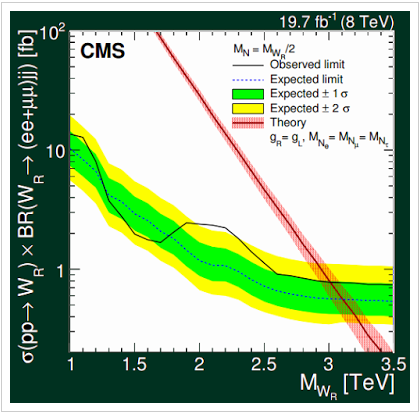 19.7 fb⁻¹ (8 TeV)
CMS
M_N = M_{W_R}/2
Observed limit
Expected limit
Expected ± 1 σ
Expected ± 2 σ
Theory
g_R = g_L, M_{N_e} = M_{N_μ} = M_{N_τ}
σ(pp→ W_R) × BR(W_R→ (ee+μμ)jj) [fb]
10²
10
1
1 1.5 2 2.5 3 3.5
M_{W_R} [TeV]